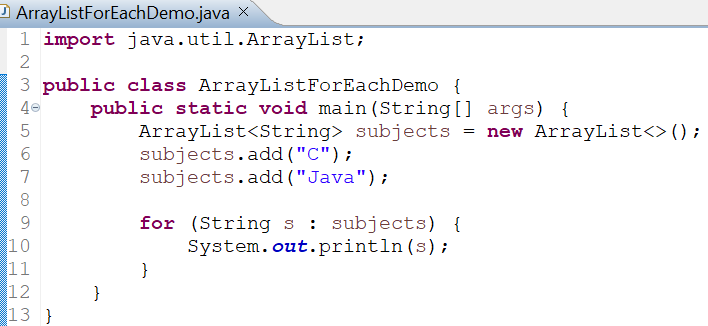 ArrayListForEachDemo.java
1 import java.util.ArrayList;
2
3 public class ArrayListForEachDemo {
4     public static void main(String[] args) {
5         ArrayList<String> subjects = new ArrayList<>();
6         subjects.add("C");
7         subjects.add("Java");
8
9         for (String s : subjects) {
10             System.out.println(s);
11         }
12     }
13 }